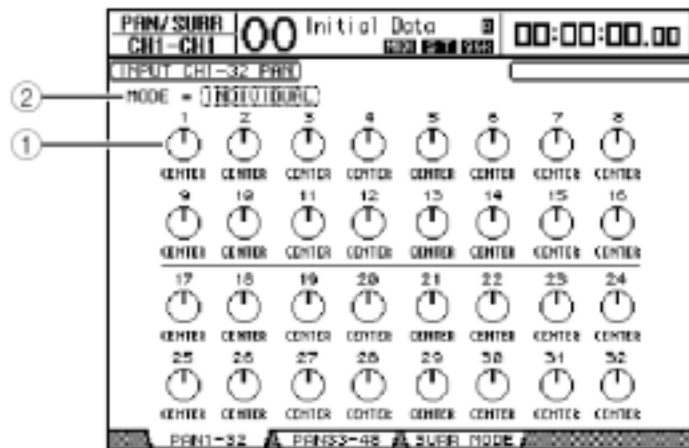 PAN/SURR
CH1-CH1
00 Initial Data
00:00:00.00
INPUT CH1-32 PAN
② MODE = INDIVIDUAL
1 2 3 4 5 6 7 8
①
CENTER CENTER CENTER CENTER CENTER CENTER CENTER CENTER
9 10 11 12 13 14 15 16
CENTER CENTER CENTER CENTER CENTER CENTER CENTER CENTER
17 18 19 20 21 22 23 24
CENTER CENTER CENTER CENTER CENTER CENTER CENTER CENTER
25 26 27 28 29 30 31 32
CENTER CENTER CENTER CENTER CENTER CENTER CENTER CENTER
PAN1-32 PAN33-48 SURR MODE